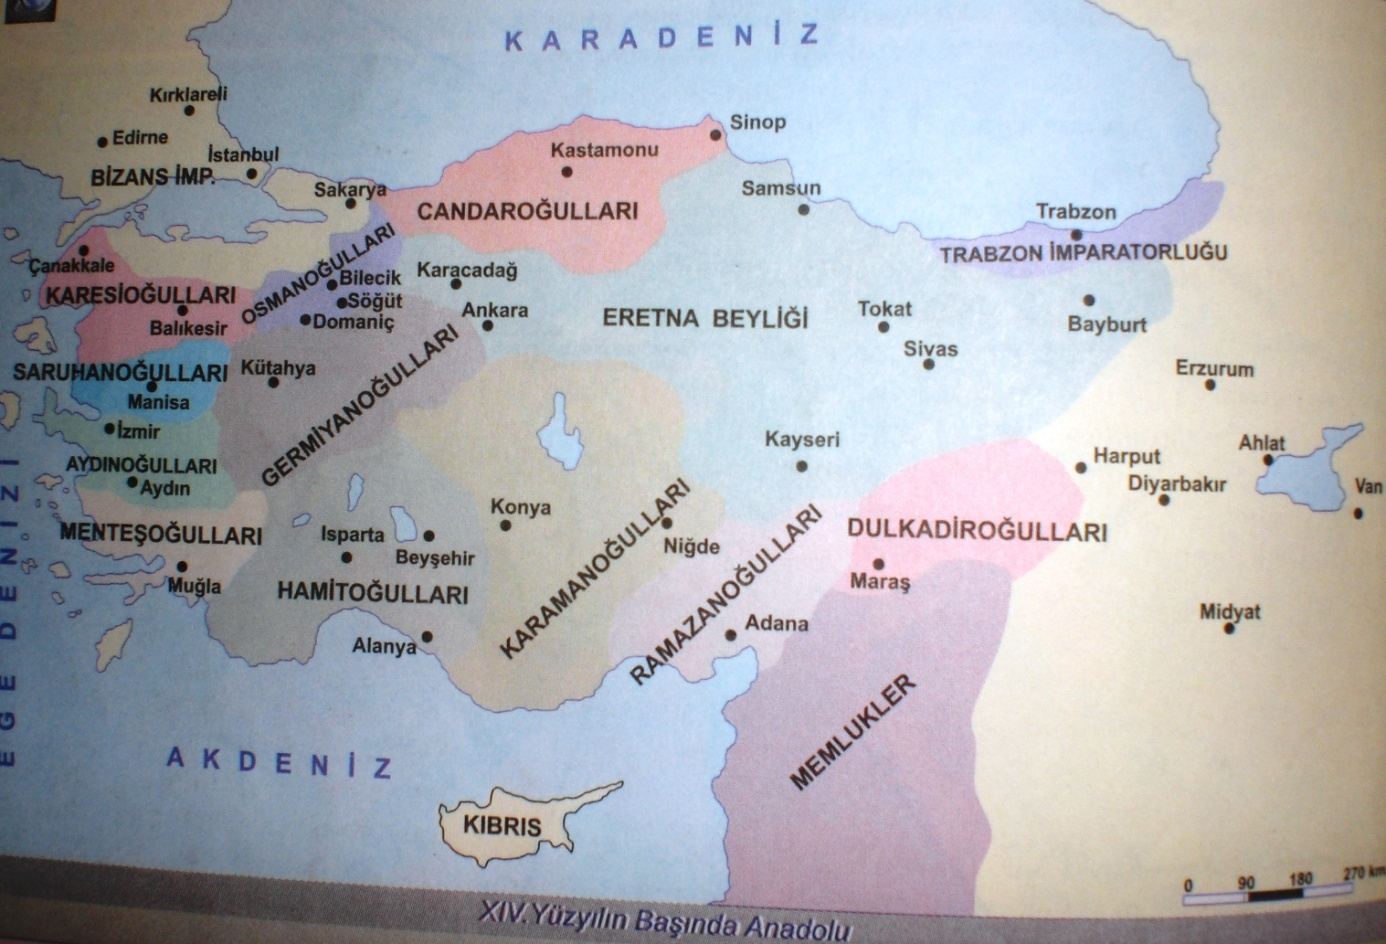 KARADENİZ
Kırklareli
Edirne
İstanbul
BİZANS İMP.
Sinop
Kastamonu
Sakarya
Samsun
CANDAROĞULLARI
Trabzon
TRABZON İMPARATORLUĞU
Çanakkale
KARESİOĞULLARI
Balıkesir
OSMANOĞULLARI
Bilecik
Söğüt
Domaniç
Karacadağ
Ankara
ERETNA BEYLİĞİ
Tokat
Sivas
Bayburt
Erzurum
SARUHANOĞULLARI
Manisa
Kütahya
GERMİYANOĞULLARI
İzmir
AYDINOĞULLARI
Aydın
Kayseri
Harput
Diyarbakır
Ahlat
Van
MENTEŞOĞULLARI
Muğla
Isparta
Beyşehir
HAMİTOĞULLARI
Alanya
Konya
KARAMANOĞULLARI
Niğde
RAMAZANOĞULLARI
Adana
DULKADİROĞULLARI
Maraş
Midyat
MEMLUKLER
EGE DENİZİ
AKDENİZ
KIBRIS
0 90 180 270 km
XIV. Yüzyılın Başında Anadolu